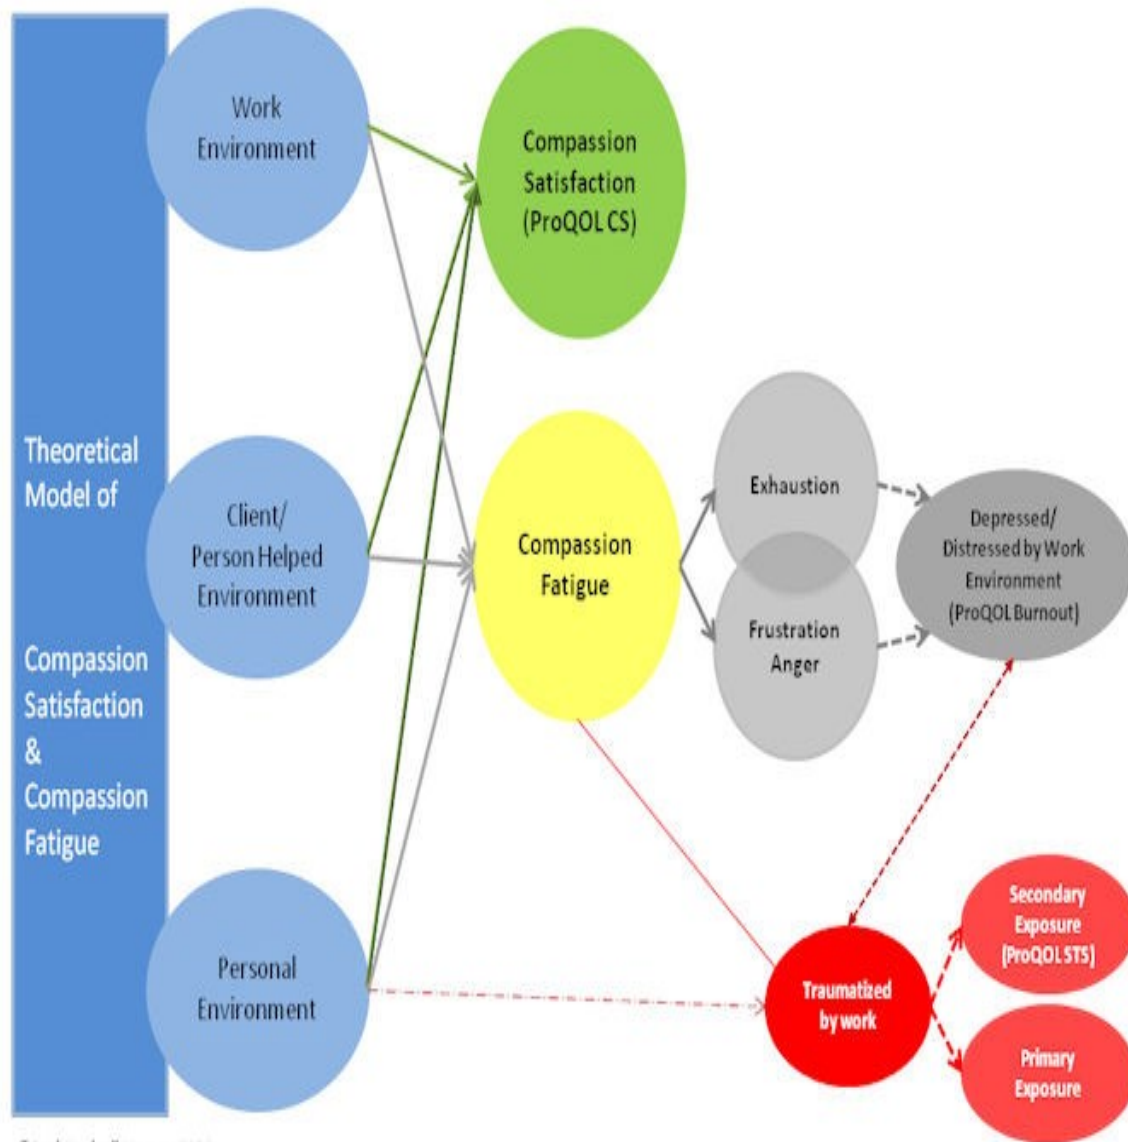 Theoretical
Model of
Compassion
Satisfaction
&
Compassion
Fatigue
Work
Environment
Client/
Person Helped
Environment
Personal
Environment
Compassion
Satisfaction
(ProQOL CS)
Compassion
Fatigue
Exhaustion
Frustration
Anger
Depressed/
Distressed by Work
Environment
(ProQOL Burnout)
Traumatized
by work
Secondary
Exposure
(ProQOL STS)
Primary
Exposure